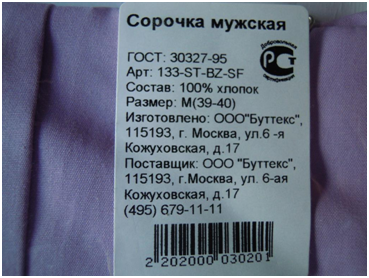 Сорочка мужская
ГОСТ: 30327-95
Арт: 133-ST-BZ-SF
Состав: 100% хлопок
Размер: М(39-40)
Изготовлено: ООО"Буттекс",
115193, г. Москва, ул.6 -я
Кожуховская, д.17
Поставщик: ООО "Буттекс",
115193, г.Москва, ул. 6-ая
Кожуховская, д.17
(495) 679-11-11
2 202000 030201
Добровольная
сертификация